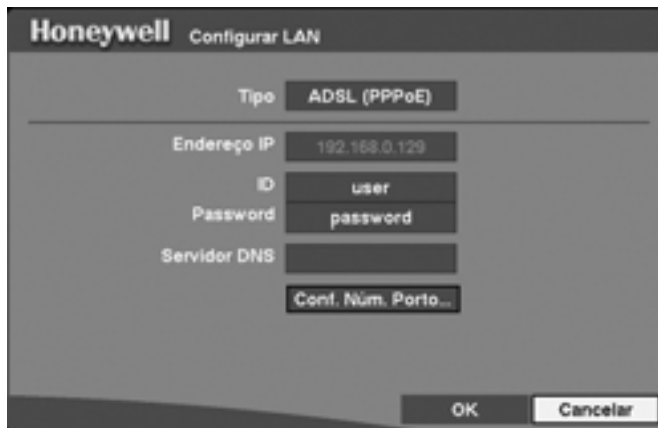 Honeywell Configurar LAN
Tipo ADSL (PPPoE)
Endereço IP 192.168.0.129
ID user
Password password
Servidor DNS
Conf. Núm. Porto...
OK Cancelar